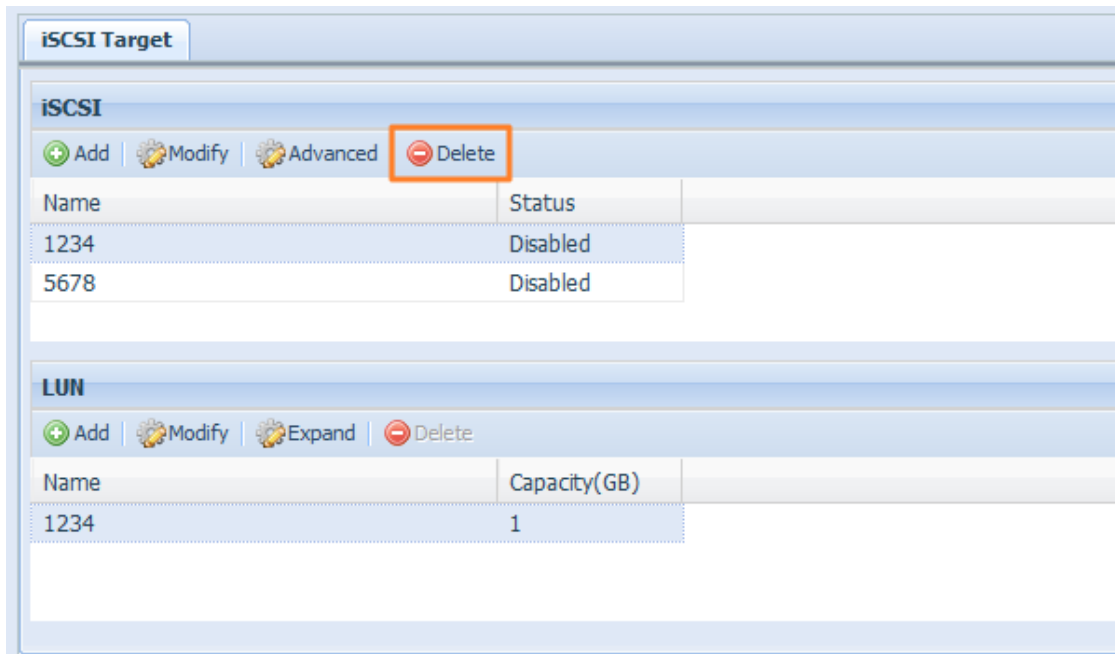 iSCSI Target
iSCSI
Add Modify Advanced Delete
Name Status
1234 Disabled
5678 Disabled
LUN
Add Modify Expand Delete
Name Capacity(GB)
1234 1